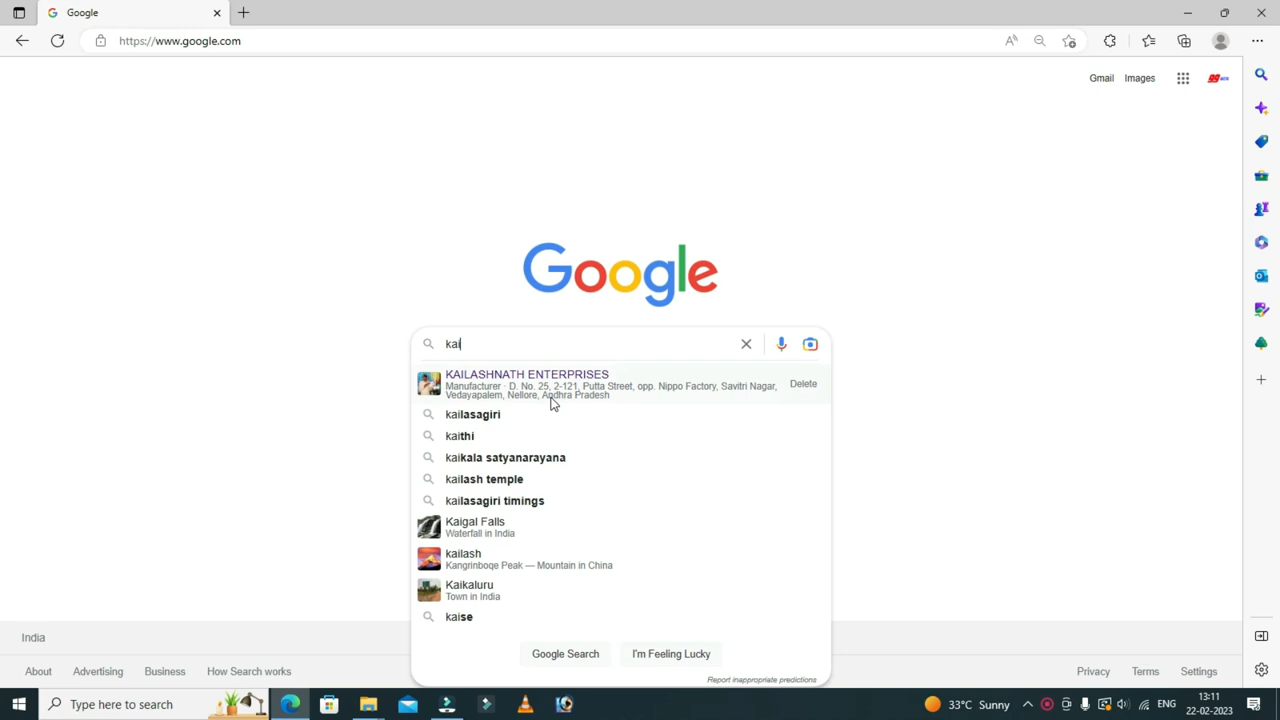 Google
https://www.google.com
Gmail Images
Google
kai
KAILASHNATH ENTERPRISES
Manufacturer · D. No. 25, 2-121, Putta Street, opp. Nippo Factory, Savitri Nagar,
Vedayapalem, Nellore, Andhra Pradesh
Delete
kailasagiri
kaithi
kaikala satyanarayana
kailash temple
kailasagiri timings
Kaigal Falls
Waterfall in India
kailash
Kangrinboqe Peak — Mountain in China
Kaikaluru
Town in India
kaise
Google Search I'm Feeling Lucky
Report inappropriate predictions
India
About Advertising Business How Search works
Privacy Terms Settings
Type here to search
33°C Sunny
ENG
13:11
22-02-2023